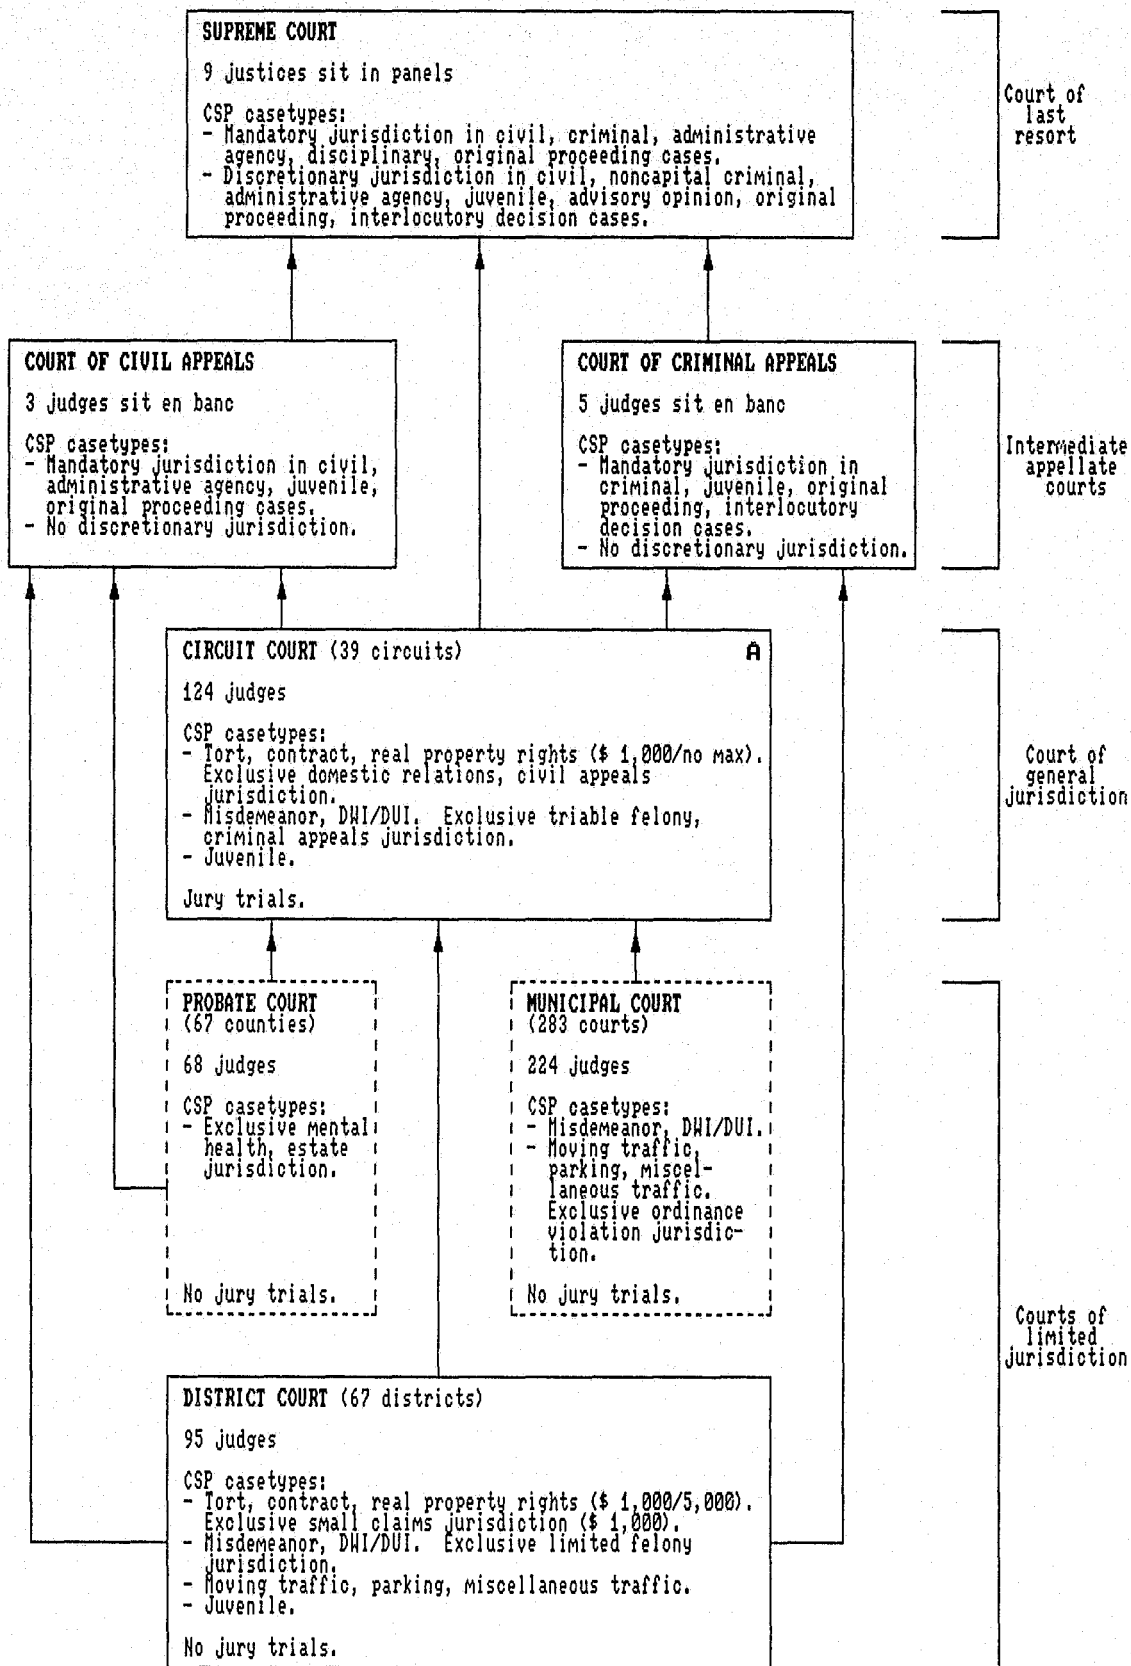 SUPREME COURT
9 justices sit in panels
CSP casetypes:
- Mandatory jurisdiction in civil, criminal, administrative
agency, disciplinary, original proceeding cases.
- Discretionary jurisdiction in civil, noncapital criminal,
administrative agency, juvenile, advisory opinion, original
proceeding, interlocutory decision cases.
Court of
last
resort
COURT OF CIVIL APPEALS
3 judges sit en banc
CSP casetypes:
- Mandatory jurisdiction in civil,
administrative agency, juvenile,
original proceeding cases.
- No discretionary jurisdiction.
COURT OF CRIMINAL APPEALS
5 judges sit en banc
CSP casetypes:
- Mandatory jurisdiction in
criminal, juvenile, original
proceeding, interlocutory
decision cases.
- No discretionary jurisdiction.
Intermediate
appellate
courts
CIRCUIT COURT (39 circuits) A
124 judges
CSP casetypes:
- Tort, contract, real property rights ($ 1,000/no max).
Exclusive domestic relations, civil appeals
jurisdiction.
- Misdemeanor, DWI/DUI. Exclusive triable felony,
criminal appeals jurisdiction.
- Juvenile.
Jury trials.
Court of
general
jurisdiction
PROBATE COURT
(67 counties)
68 judges
CSP casetypes:
- Exclusive mental
health, estate
jurisdiction.
No jury trials.
MUNICIPAL COURT
(283 courts)
224 judges
CSP casetypes:
- Misdemeanor, DWI/DUI.
- Moving traffic,
parking, miscel-
laneous traffic.
Exclusive ordinance
violation jurisdic-
tion.
No jury trials.
Courts of
limited
jurisdiction
DISTRICT COURT (67 districts)
95 judges
CSP casetypes:
- Tort, contract, real property rights ($ 1,000/5,000).
Exclusive small claims jurisdiction ($ 1,000).
- Misdemeanor, DWI/DUI. Exclusive limited felony
jurisdiction.
- Moving traffic, parking, miscellaneous traffic.
- Juvenile.
No jury trials.